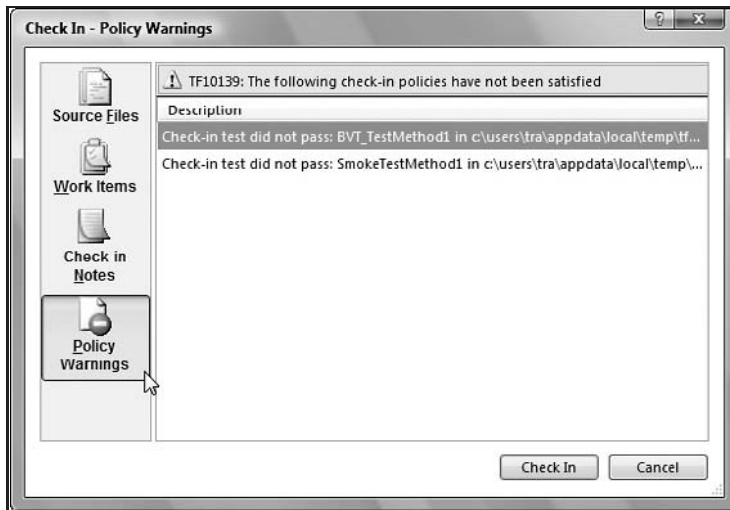 Check In - Policy Warnings
?
X
Source Files
Work Items
Check in
Notes
Policy
Warnings
TF10139: The following check-in policies have not been satisfied
Description
Check-in test did not pass: BVT_TestMethod1 in c:\users\tra\appdata\local\temp\tf...
Check-in test did not pass: SmokeTestMethod1 in c:\users\tra\appdata\local\temp\...
Check In
Cancel